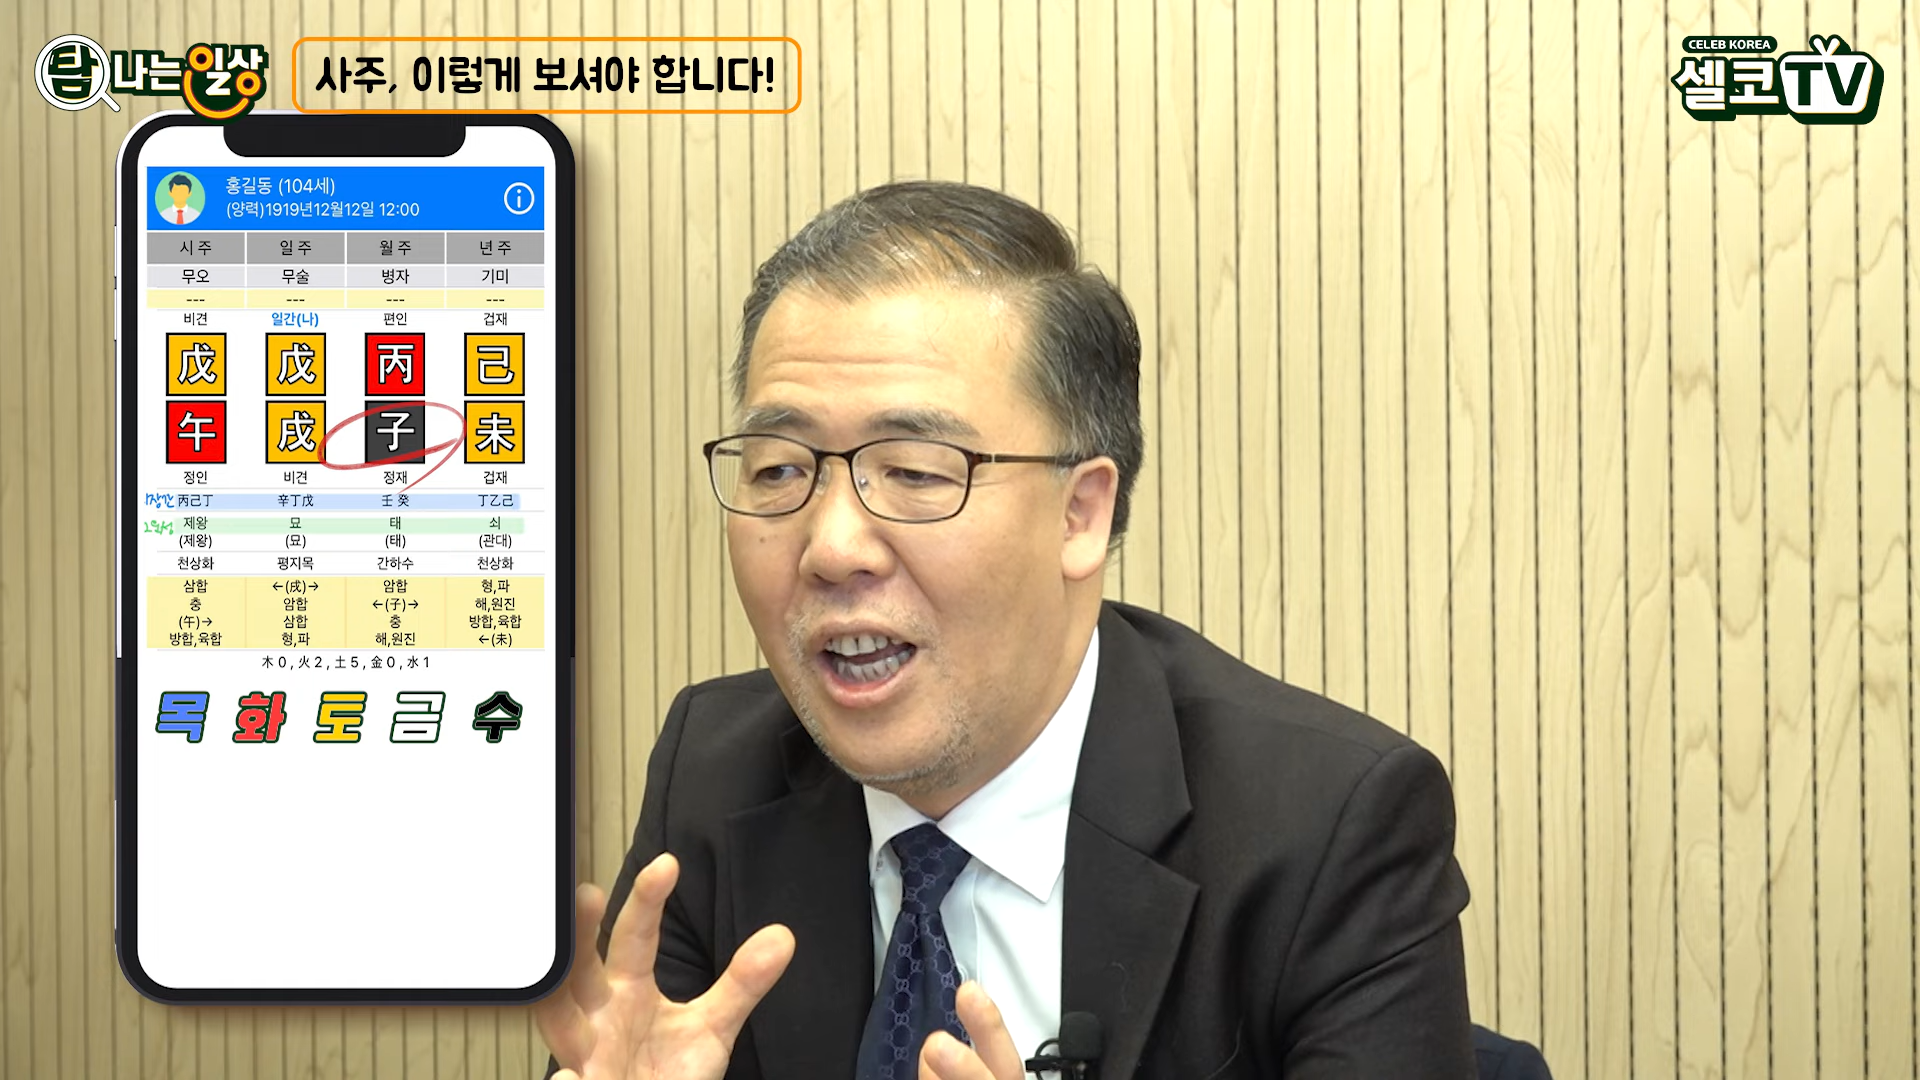 탐나는일상
사주, 이렇게 보셔야 합니다!
CELEB KOREA
셀코TV
홍길동 (104세)
(양력)1919년12월12일 12:00
시 주 일 주 월 주 년 주
무오 무술 병자 기미
--- --- --- ---
비견 일간(나) 편인 겁재
戊 戊 丙 己
午 戌 子 未
정인 비견 정재 겁재
지장간 丙己丁 辛丁戊 壬 癸 丁乙己
제왕 묘 태 쇠
(제왕) (묘) (태) (관대)
천상화 평지목 간하수 천상화
삼합 ←(戌)→ 암합 형,파
충 암합 ←(子)→ 해,원진
(午)→ 삼합 충 방합,육합
방합,육합 형,파 해,원진 ←(未)
木 0 , 火 2 , 土 5 , 金 0 , 水 1
목 화 토 금 수